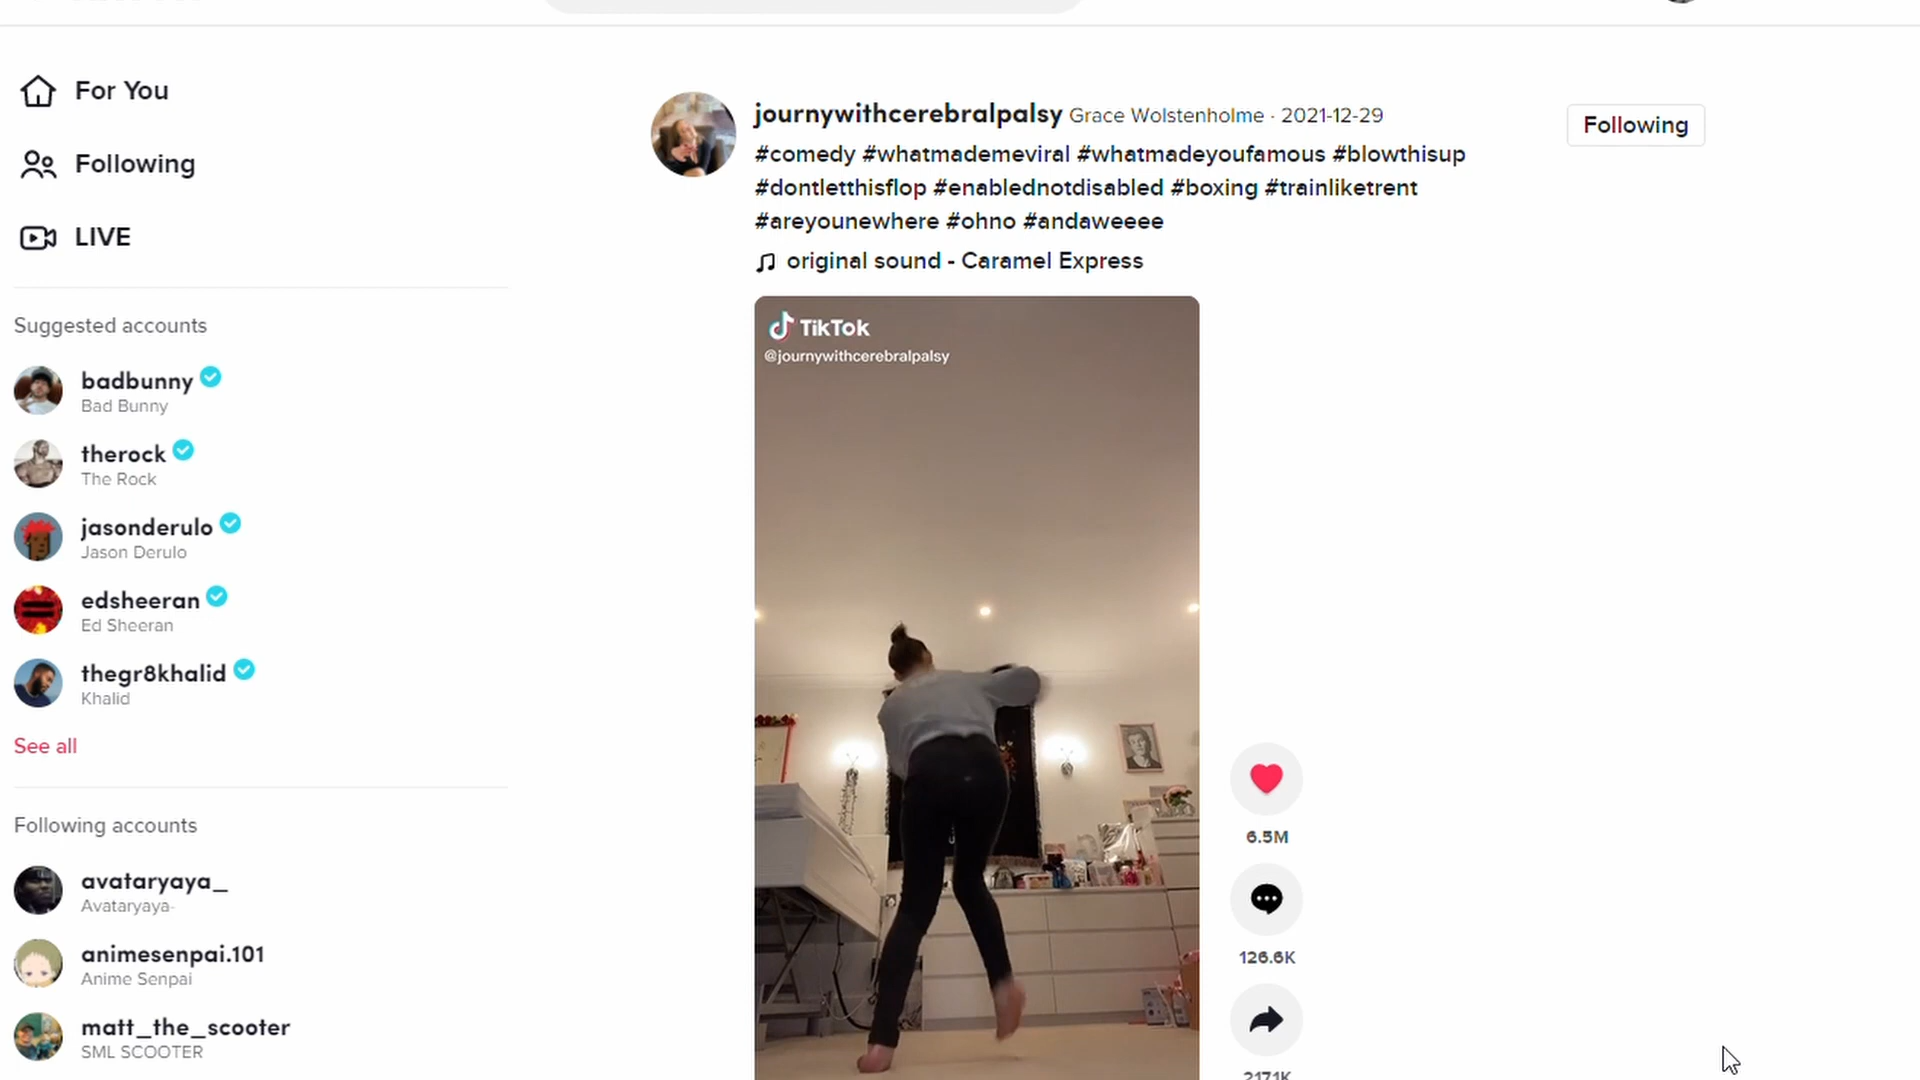 For You
Following
LIVE
Suggested accounts
badbunny
Bad Bunny
therock
The Rock
jasonderulo
Jason Derulo
edsheeran
Ed Sheeran
thegr8khalid
Khalid
See all
Following accounts
avataryaya_
Avataryaya-
animesenpai.101
Anime Senpai
matt_the_scooter
SML SCOOTER
journywithcerebralpalsy Grace Wolstenholme · 2021-12-29
Following
#comedy #whatmademeviral #whatmadeyoufamous #blowthisup
#dontletthisflop #enablednotdisabled #boxing #trainliketrent
#areyounewhere #ohno #andaweeee
original sound - Caramel Express
TikTok
@journywithcerebralpalsy
6.5M
126.6K